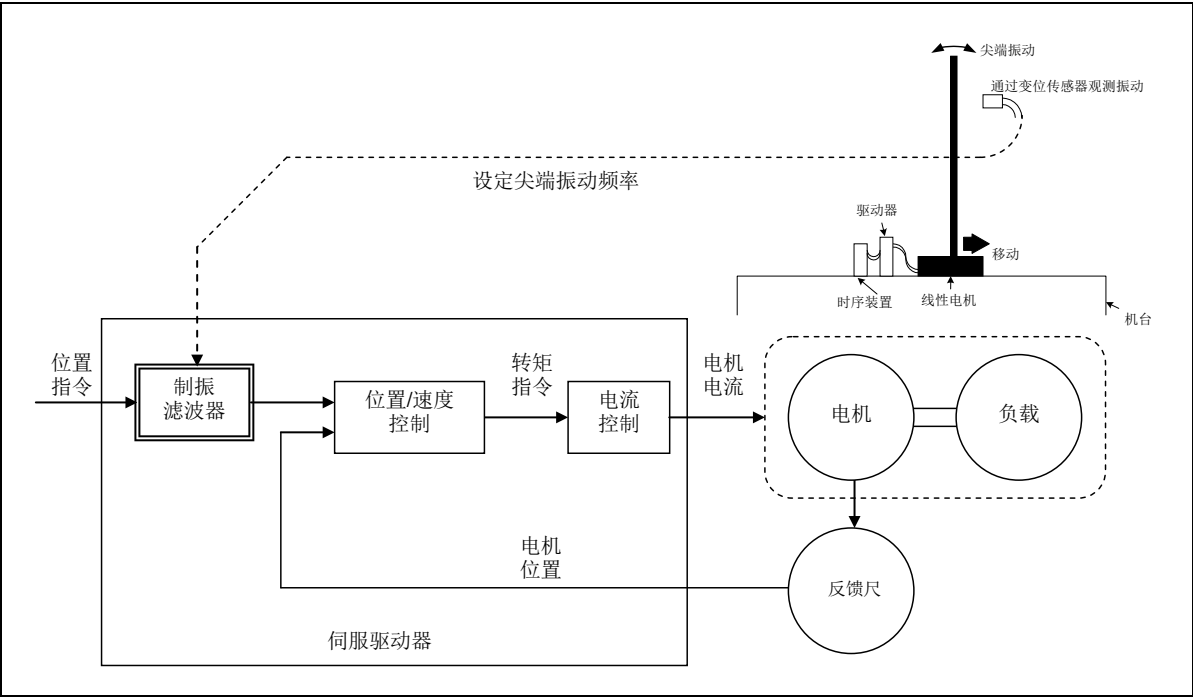 尖端振动
通过变位传感器观测振动
设定尖端振动频率
驱动器
移动
时序装置
线性电机
机台
位置
指令
制振
滤波器
位置/速度
控制
转矩
指令
电流
控制
电机
电流
电机
负载
电机
位置
反馈尺
伺服驱动器